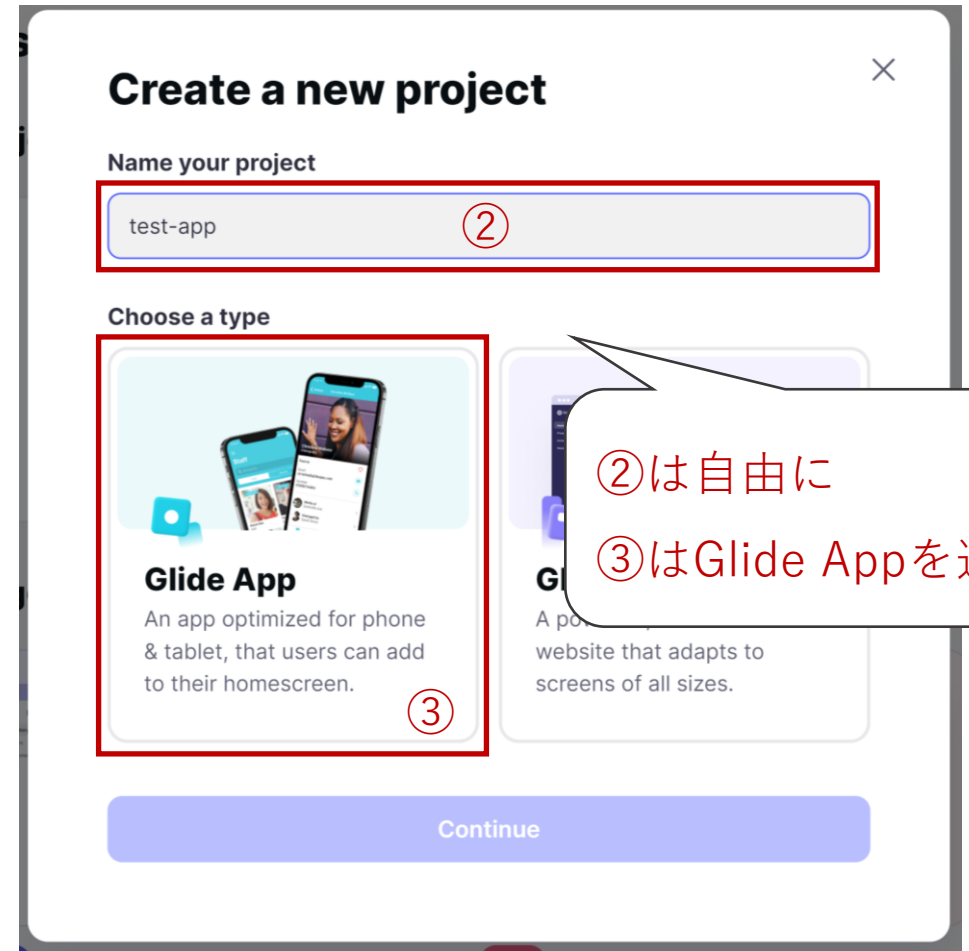 Create a new project
Name your project
test-app
②
Choose a type
②は自由に
③はGlide Appを
Glide App
An app optimized for phone
& tablet, that users can add
to their homescreen.
③
A
website that adapts to
screens of all sizes.
Continue